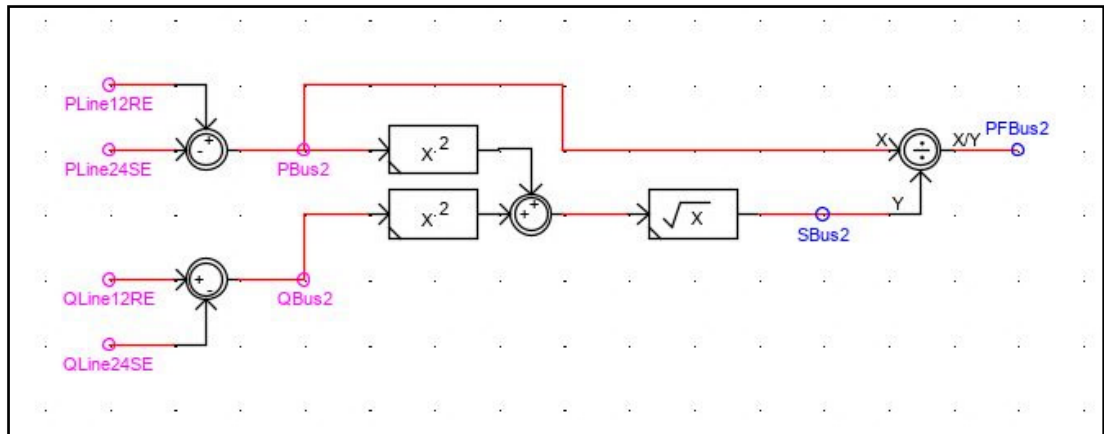 PLine12RE
+
-
PLine24SE
PBus2
X 2
+
+
X 2
√X
SBus2
X
Y
÷
X/Y
PFBus2
+
-
QLine12RE
QBus2
QLine24SE